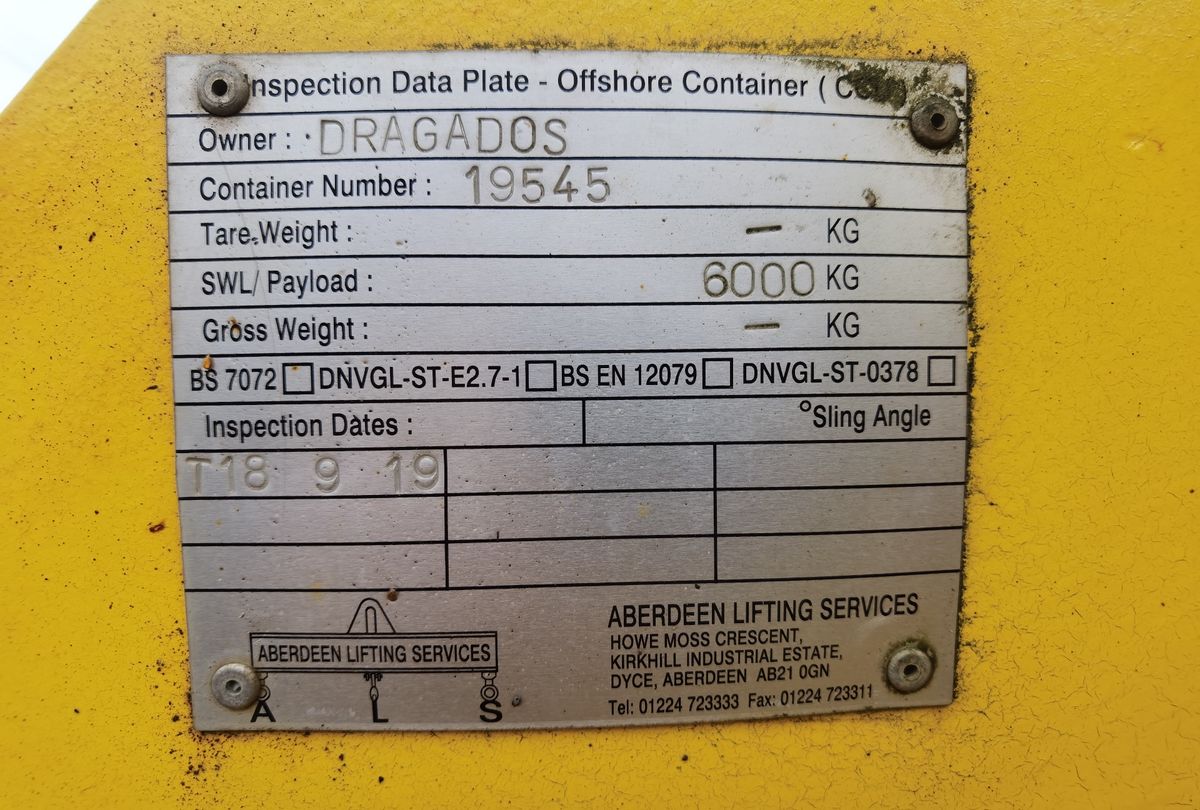 Inspection Data Plate - Offshore Container (
Owner : DRAGADOS
Container Number : 19545
Tare Weight : — KG
SWL/ Payload : 6000 KG
Gross Weight : — KG
BS 7072 DNVGL-ST-E2.7-1 BS EN 12079 DNVGL-ST-0378
Inspection Dates : °Sling Angle
T18 9 19
ABERDEEN LIFTING SERVICES
HOWE MOSS CRESCENT,
KIRKHILL INDUSTRIAL ESTATE,
DYCE, ABERDEEN AB21 0GN
Tel: 01224 723333 Fax: 01224 723311
ABERDEEN LIFTING SERVICES
A L S